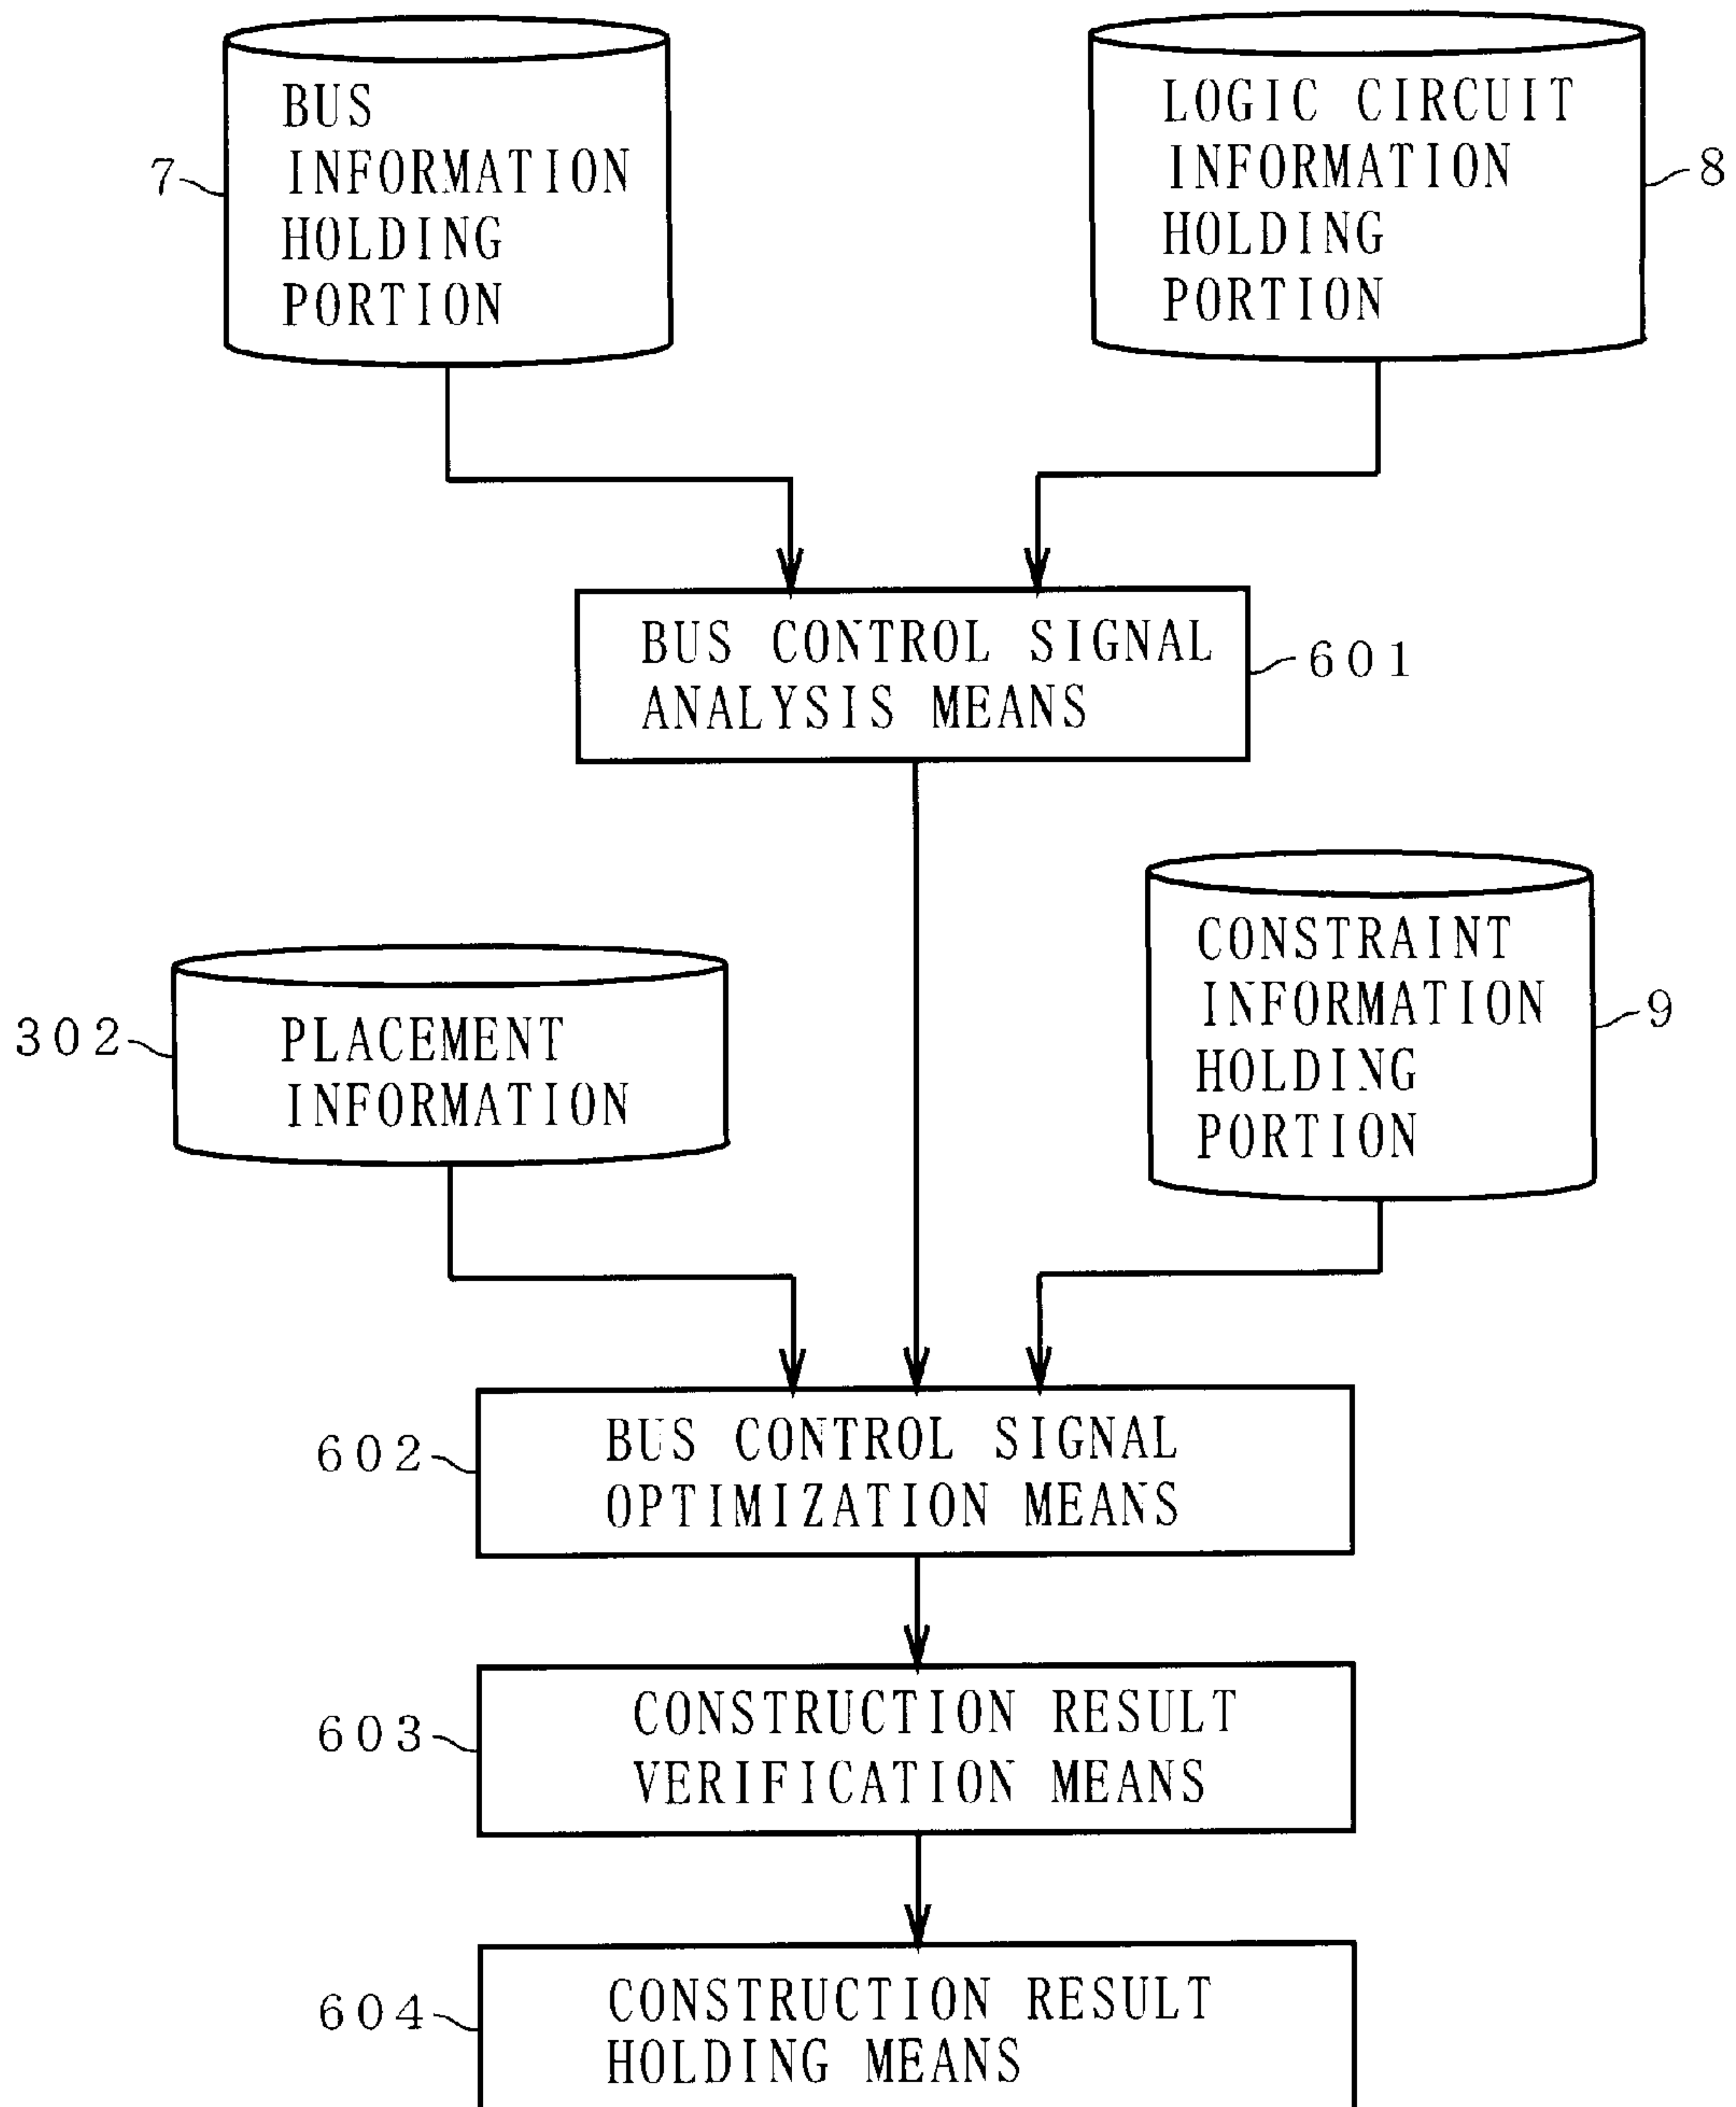 BUS
INFORMATION
HOLDING
PORTION
7
LOGIC CIRCUIT
INFORMATION
HOLDING
PORTION
8
BUS CONTROL SIGNAL
ANALYSIS MEANS
601
CONSTRAINT
INFORMATION
HOLDING
PORTION
9
302
PLACEMENT
INFORMATION
602
BUS CONTROL SIGNAL
OPTIMIZATION MEANS
603
CONSTRUCTION RESULT
VERIFICATION MEANS
604
CONSTRUCTION RESULT
HOLDING MEANS